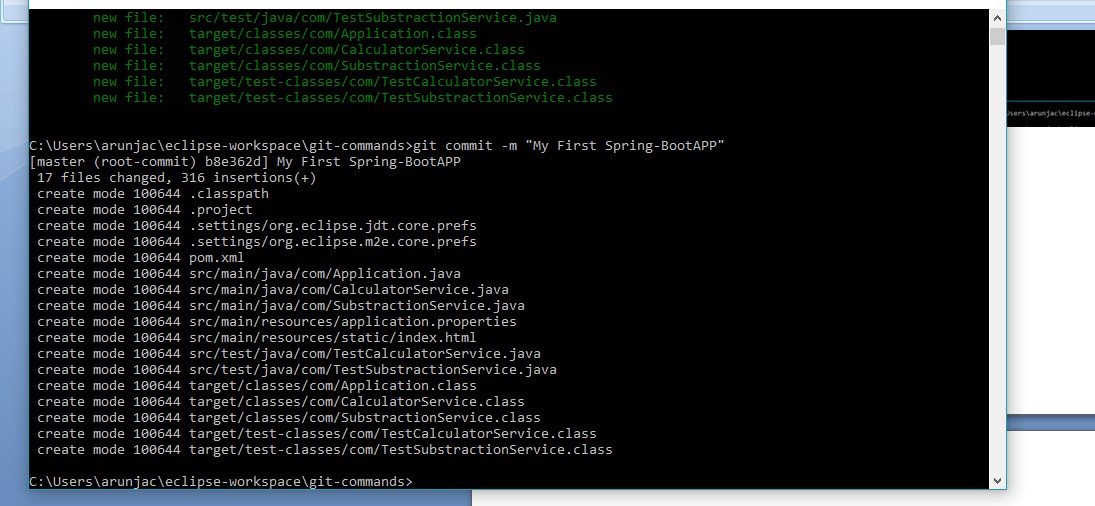 new file: src/test/java/com/TestSubstractionService.java
new file: target/classes/com/Application.class
new file: target/classes/com/CalculatorService.class
new file: target/classes/com/SubstractionService.class
new file: target/test-classes/com/TestCalculatorService.class
new file: target/test-classes/com/TestSubstractionService.class
C:\Users\arunjac\eclipse-workspace\git-commands>git commit -m "My First Spring-BootAPP"
[master (root-commit) b8e362d] My First Spring-BootAPP
17 files changed, 316 insertions(+)
create mode 100644 .classpath
create mode 100644 .project
create mode 100644 .settings/org.eclipse.jdt.core.prefs
create mode 100644 .settings/org.eclipse.m2e.core.prefs
create mode 100644 pom.xml
create mode 100644 src/main/java/com/Application.java
create mode 100644 src/main/java/com/CalculatorService.java
create mode 100644 src/main/java/com/SubstractionService.java
create mode 100644 src/main/resources/application.properties
create mode 100644 src/main/resources/static/index.html
create mode 100644 src/test/java/com/TestCalculatorService.java
create mode 100644 src/test/java/com/TestSubstractionService.java
create mode 100644 target/classes/com/Application.class
create mode 100644 target/classes/com/CalculatorService.class
create mode 100644 target/classes/com/SubstractionService.class
create mode 100644 target/test-classes/com/TestCalculatorService.class
create mode 100644 target/test-classes/com/TestSubstractionService.class
C:\Users\arunjac\eclipse-workspace\git-commands>
sers\arunjac\eclipse-